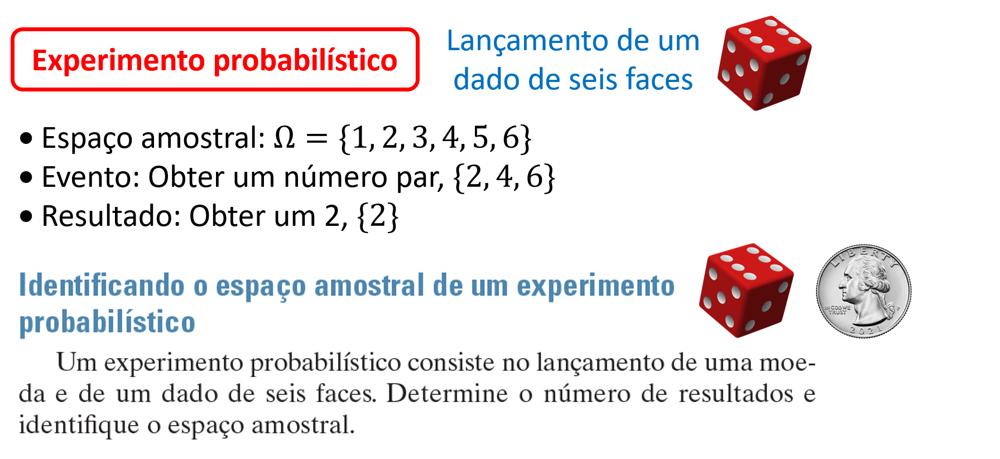 Experimento probabilístico
Lançamento de um
dado de seis faces
• Espaço amostral: Ω = {1, 2, 3, 4, 5, 6}
• Evento: Obter um número par, {2, 4, 6}
• Resultado: Obter um 2, {2}
Identificando o espaço amostral de um experimento
probabilístico
LIBERTY
IN GOD WE
TRUST
P
2021
Um experimento probabilístico consiste no lançamento de uma moe-
da e de um dado de seis faces. Determine o número de resultados e
identifique o espaço amostral.